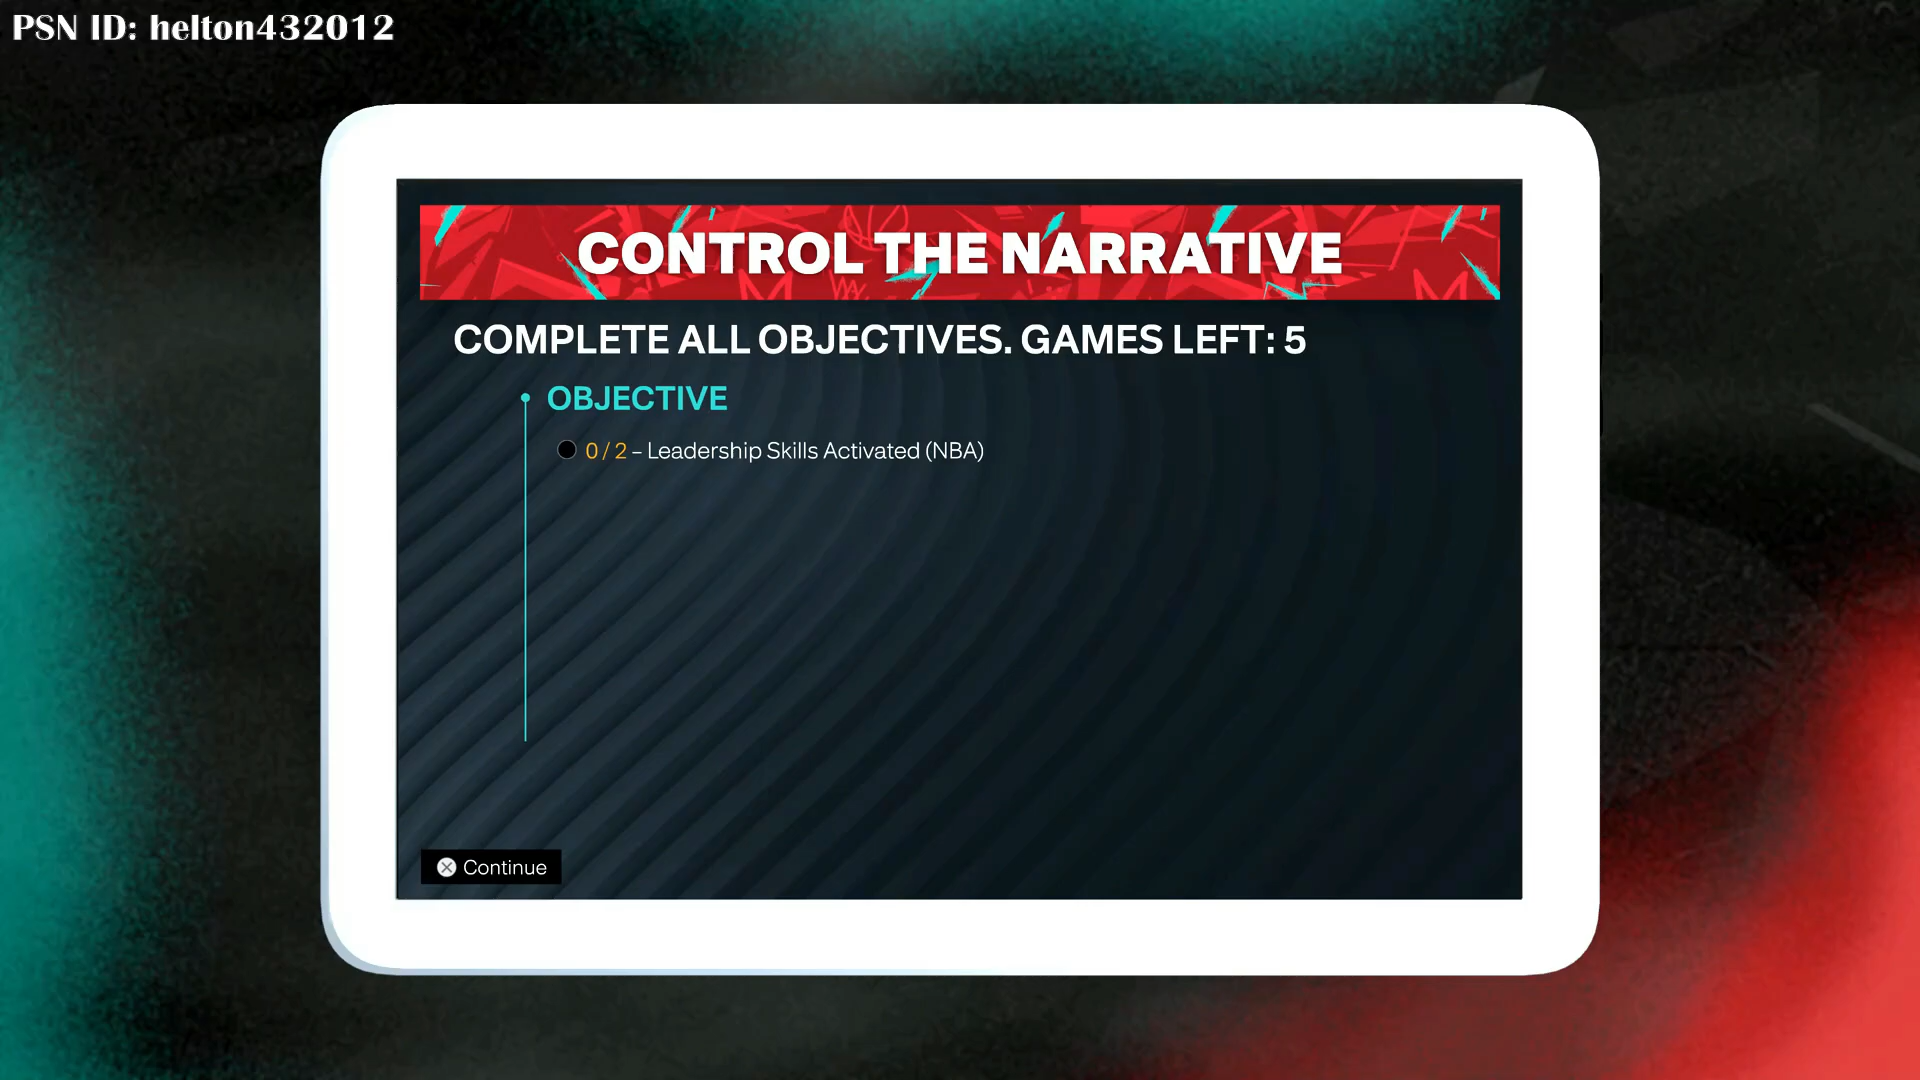 PSN ID: helton432012
CONTROL THE NARRATIVE
COMPLETE ALL OBJECTIVES. GAMES LEFT: 5
OBJECTIVE
0 / 2 – Leadership Skills Activated (NBA)
Continue